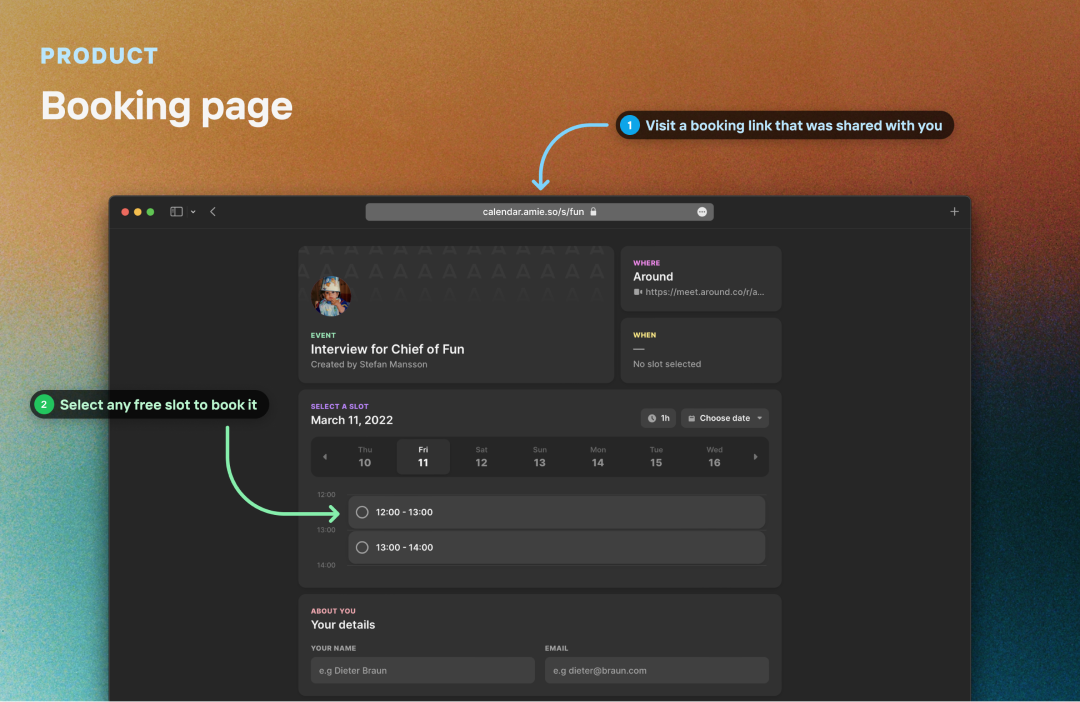 PRODUCT
Booking page
1 Visit a booking link that was shared with you
calendar.amie.so/s/fun
WHERE
Around
https://meet.around.co/r/a...
EVENT
Interview for Chief of Fun
Created by Stefan Mansson
WHEN
—
No slot selected
2 Select any free slot to book it
SELECT A SLOT
March 11, 2022
1h
Choose date
Thu Fri Sat Sun Mon Tue Wed
10 11 12 13 14 15 16
12:00
12:00 - 13:00
13:00
13:00 - 14:00
14:00
ABOUT YOU
Your details
YOUR NAME EMAIL
e.g Dieter Braun e.g dieter@braun.com